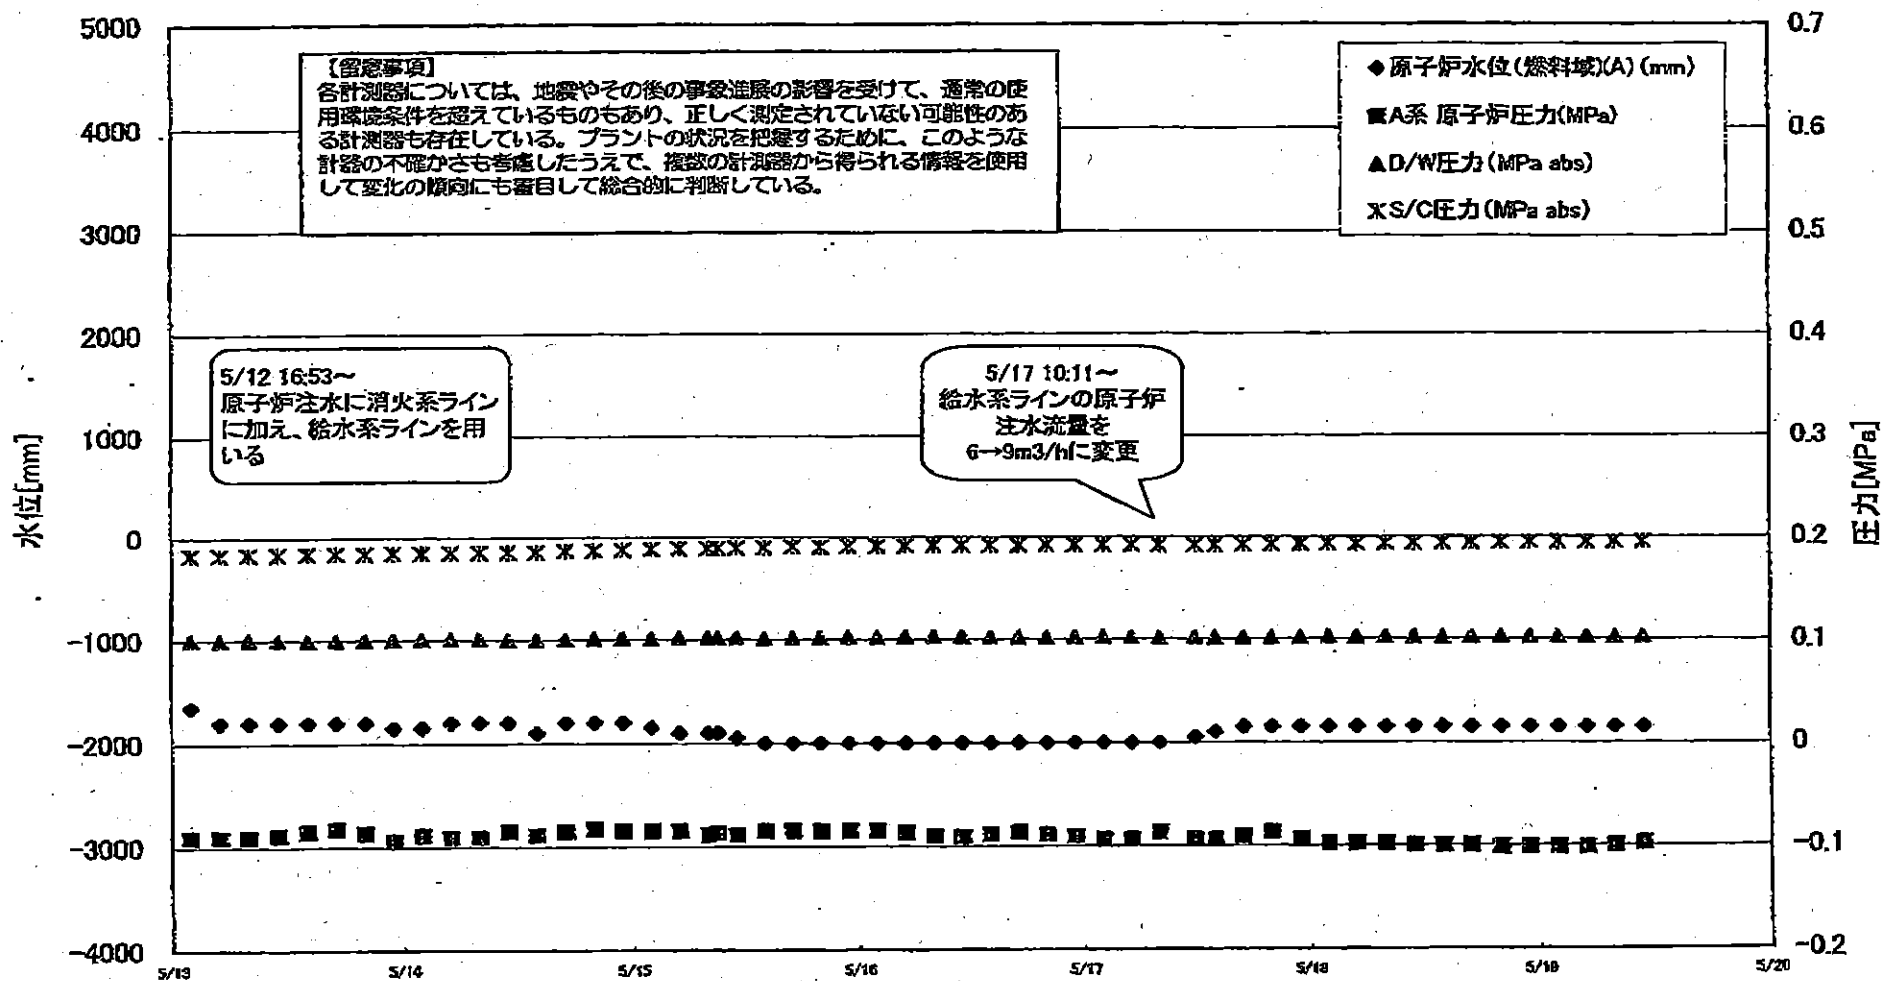 5000
4000
3000
2000
1000
0
-1000
-2000
-3000
-4000
水位[mm]
【留意事項】
各計測器については、地震やその後の事象進展の影響を受けて、通常の使
用環境条件を超えているものもあり、正しく測定されていない可能性のあ
る計測器も存在している。プラントの状況を把握するために、このような
計器の不確かさも考慮したうえで、複数の計測器から得られる情報を使用
して変化の傾向にも着目して総合的に判断している。
◆原子炉水位(燃料域)(A)(mm)
■A系 原子炉圧力(MPa)
▲D/W圧力(MPa abs)
※S/C圧力(MPa abs)
5/12 16:53～
原子炉注水に消火系ライン
に加え、給水系ラインを用
いる
5/17 10:11～
給水系ラインの原子炉
注水流量を
6→9m3/hに変更
0.7
0.6
0.5
0.4
0.3
0.2
0.1
0
-0.1
-0.2
圧力[MPa]
5/13
5/14
5/15
5/16
5/17
5/18
5/19
5/20